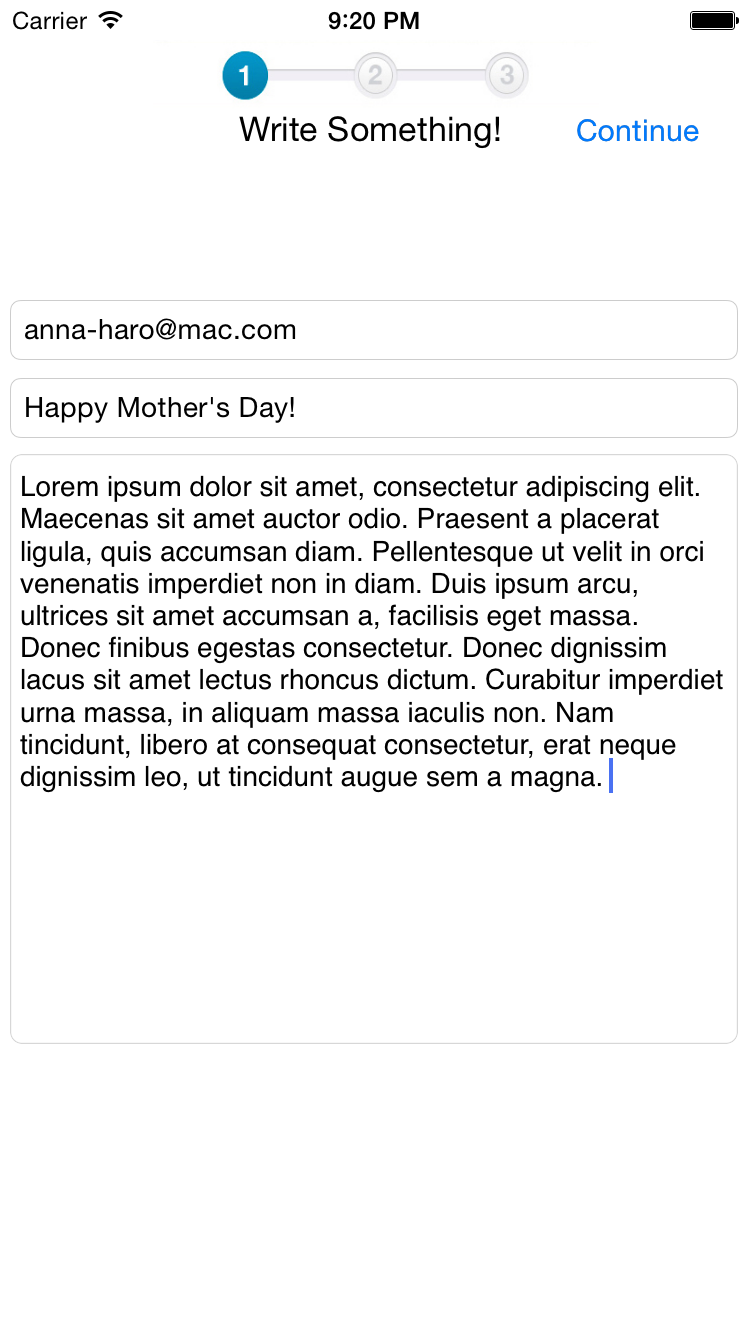 Carrier 9:20 PM
1 2 3
Write Something! Continue
anna-haro@mac.com
Happy Mother's Day!
Lorem ipsum dolor sit amet, consectetur adipiscing elit.
Maecenas sit amet auctor odio. Praesent a placerat
ligula, quis accumsan diam. Pellentesque ut velit in orci
venenatis imperdiet non in diam. Duis ipsum arcu,
ultrices sit amet accumsan a, facilisis eget massa.
Donec finibus egestas consectetur. Donec dignissim
lacus sit amet lectus rhoncus dictum. Curabitur imperdiet
urna massa, in aliquam massa iaculis non. Nam
tincidunt, libero at consequat consectetur, erat neque
dignissim leo, ut tincidunt augue sem a magna.